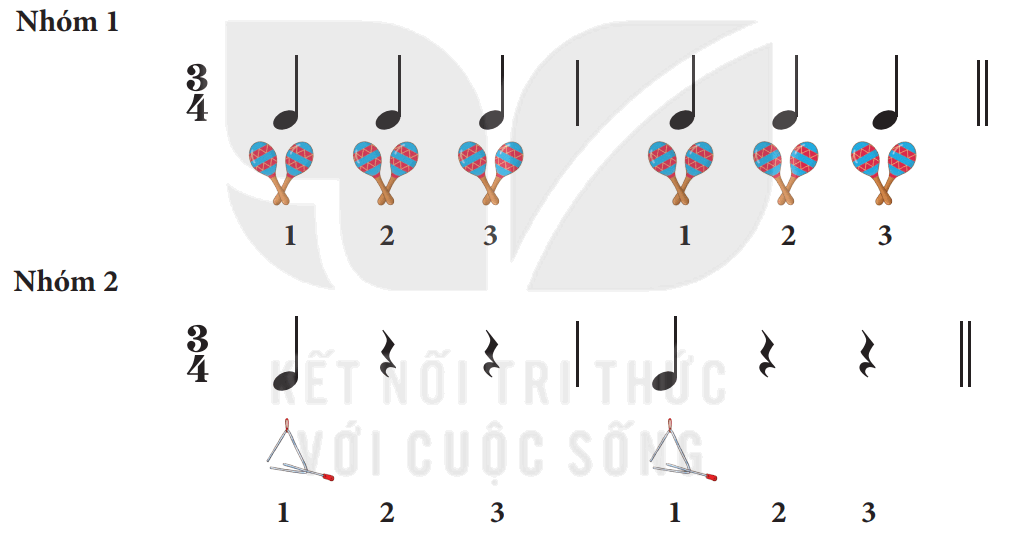 Nhóm 1
3
4
1 2 3 1 2 3
Nhóm 2
3
4
KẾT NỐI TRI THỨC
VỚI CUỘC SỐNG
1 2 3 1 2 3